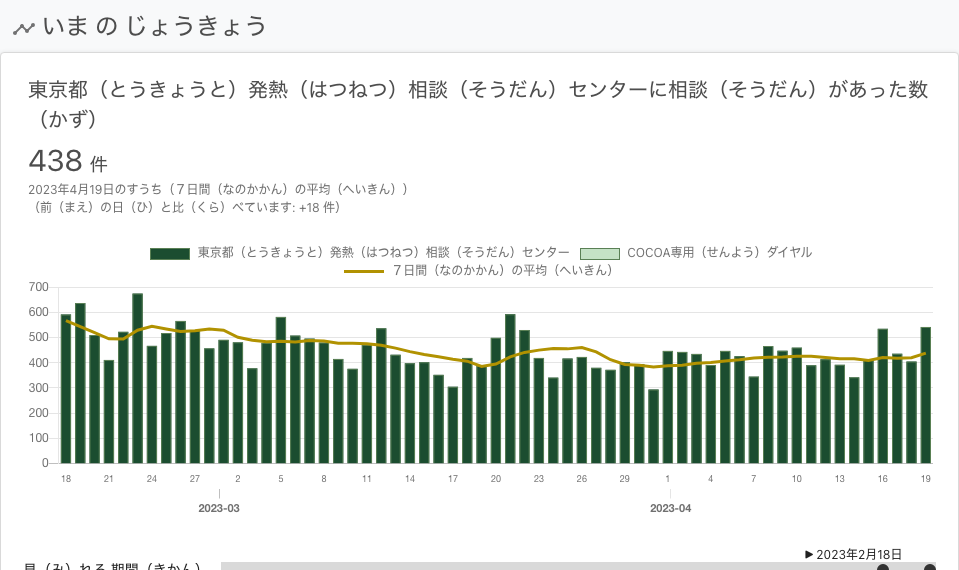 いま の じょうきょう
東京都（とうきょうと）発熱（はつねつ）相談（そうだん）センターに相談（そうだん）があった数
（かず）
438 件
2023年4月19日のすうち（７日間（なのかかん）の平均（へいきん））
（前（まえ）の日（ひ）と比（くら）べています: +18 件）
東京都（とうきょうと）発熱（はつねつ）相談（そうだん）センター COCOA専用（せんよう）ダイヤル
７日間（なのかかん）の平均（へいきん）
700
600
500
400
300
200
100
0
18 21 24 27 2 5 8 11 14 17 20 23 26 29 1 4 7 10 13 16 19
2023-03 2023-04
▶ 2023年2月18日
見（み）れる 期間（きかん）